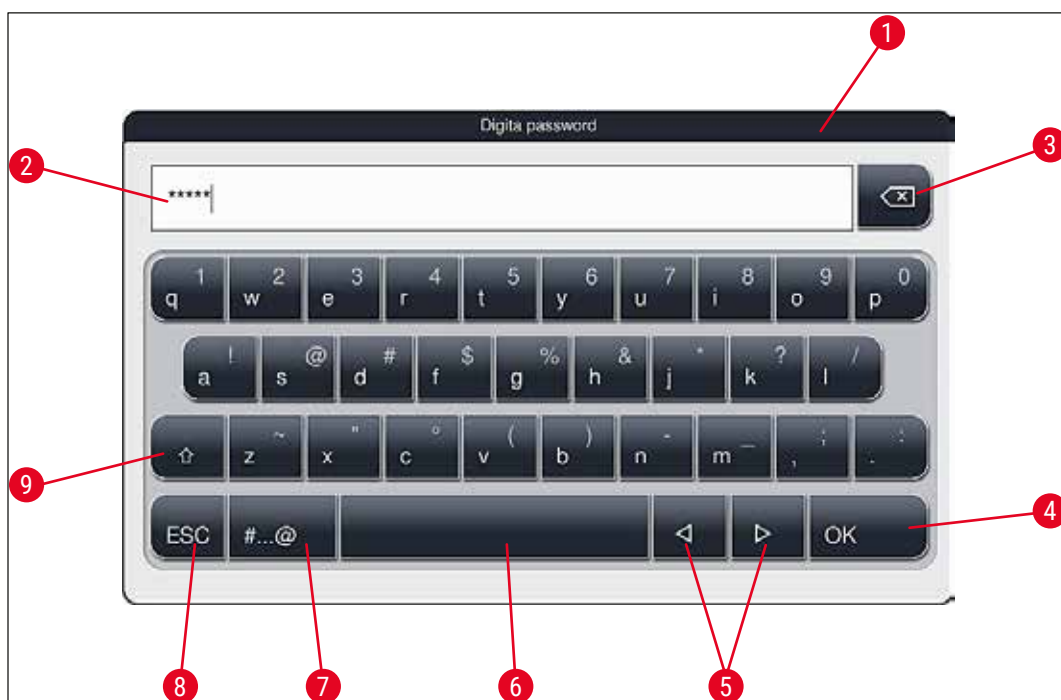 1
Digita password
2
*****
3
1 2 3 4 5 6 7 8 9 0
q w e r t y u i o p
! @ # $ % & * ? /
a s d f g h j k l
~ " ° ( ) - _ ; :
z x c v b n m , .
9
4
ESC #...@ OK
8 7 6 5